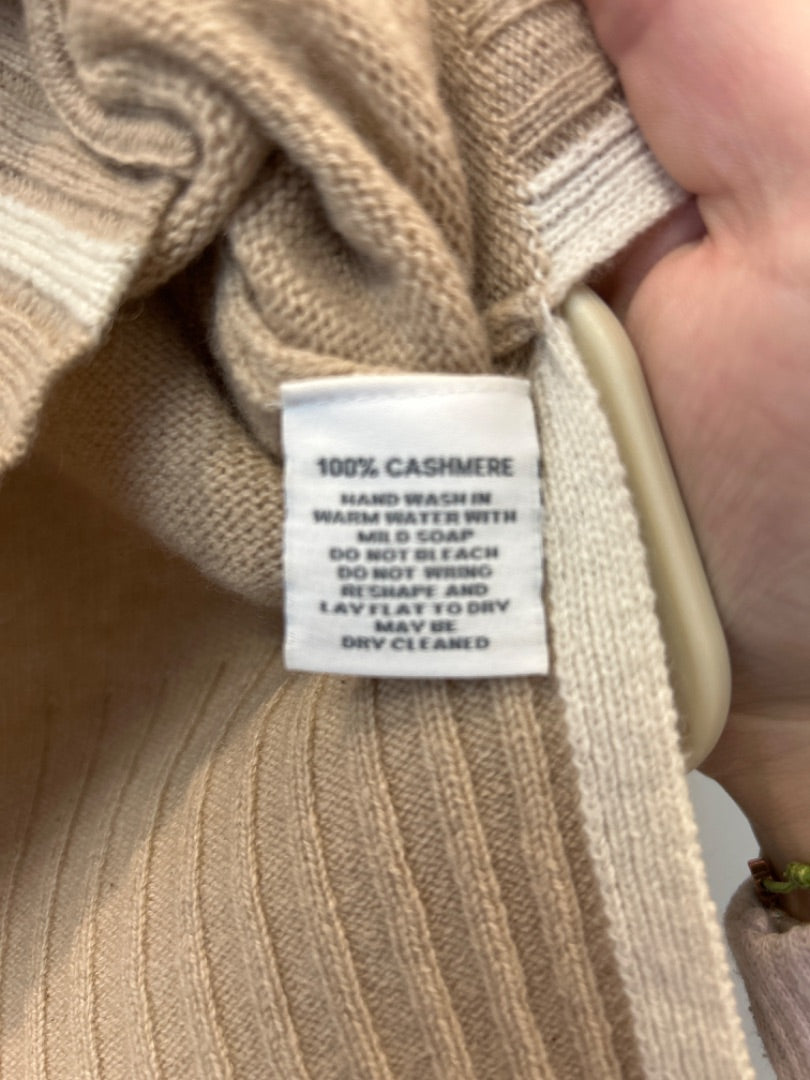 100% CASHMERE
HAND WASH IN
WARM WATER WITH
MILD SOAP
DO NOT BLEACH
DO NOT WRING
RESHAPE AND
LAY FLAT TO DRY
MAY BE
DRY CLEANED